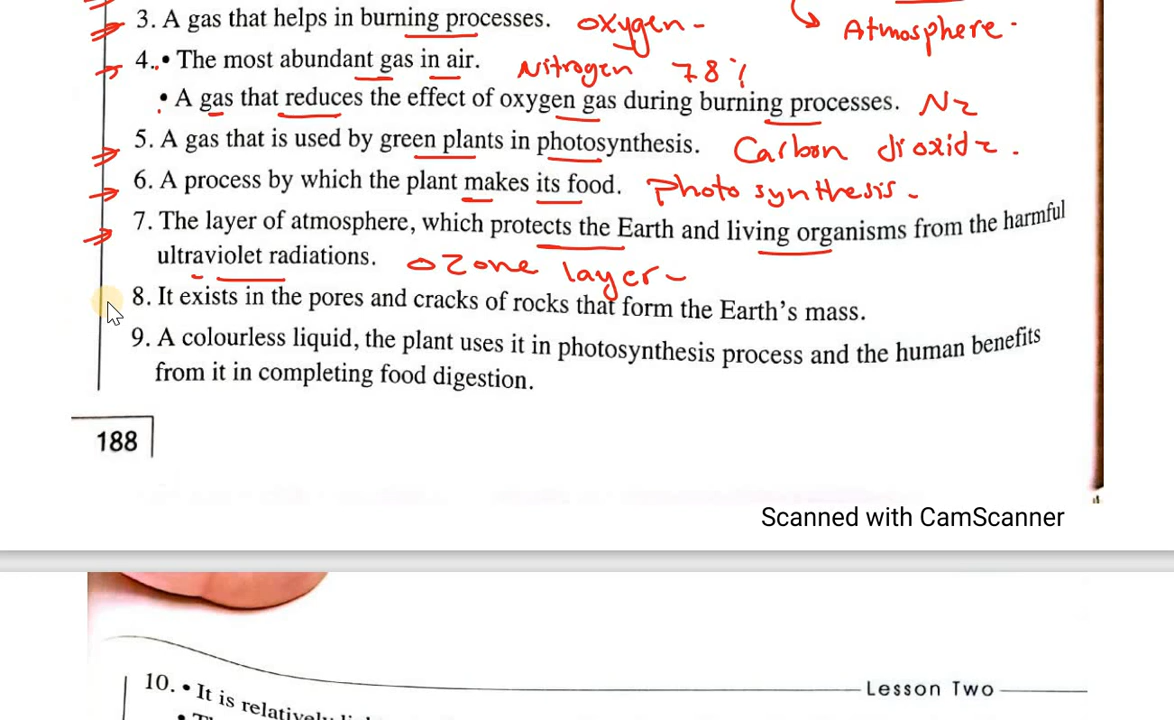 3. A gas that helps in burning processes. oxygen -
Atmosphere.
4. • The most abundant gas in air. Nitrogen 78%
• A gas that reduces the effect of oxygen gas during burning processes. N2
5. A gas that is used by green plants in photosynthesis. Carbon dioxide.
6. A process by which the plant makes its food. Photosynthesis -
7. The layer of atmosphere, which protects the Earth and living organisms from the harmful
ultraviolet radiations. Ozone layer -
8. It exists in the pores and cracks of rocks that form the Earth's mass.
9. A colourless liquid, the plant uses it in photosynthesis process and the human benefits
from it in completing food digestion.
188
Scanned with CamScanner
Lesson Two
10. • It is relatively